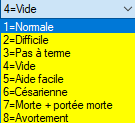 4=Vide
1=Normale
2=Difficile
3=Pas à terme
4=Vide
5=Aide facile
6=Césarienne
7=Morte + portée morte
8=Avortement